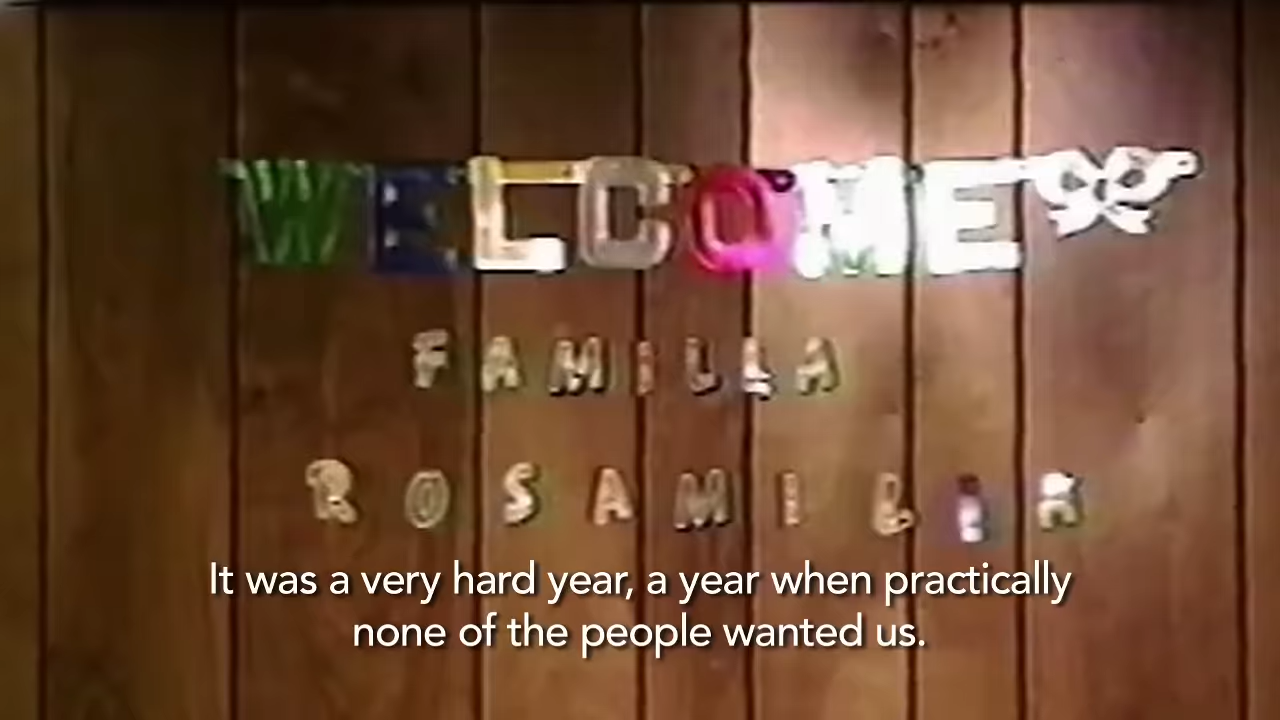 WELCOME
FAMILLA
ROSAMILIA
It was a very hard year, a year when practically
none of the people wanted us.